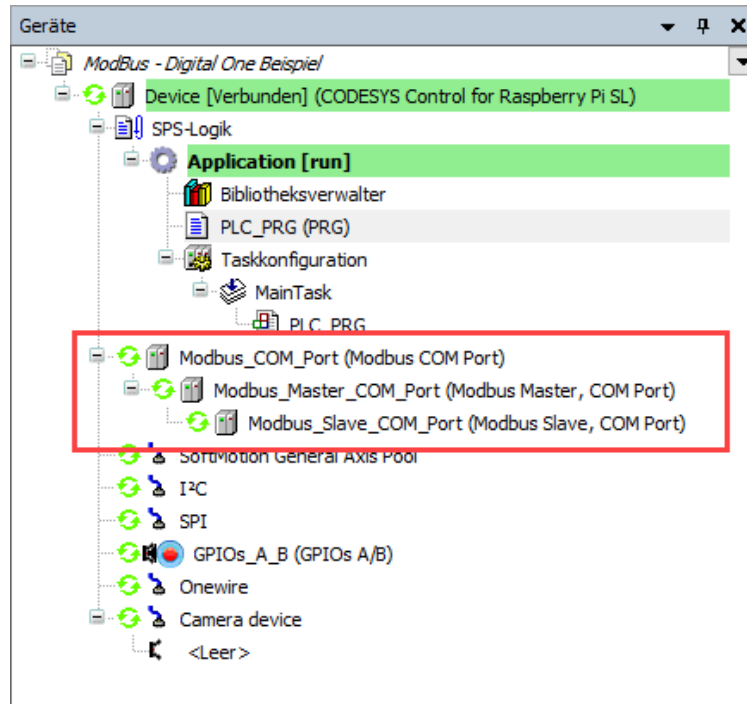 Geräte
ModBus - Digital One Beispiel
Device [Verbunden] (CODESYS Control for Raspberry Pi SL)
SPS-Logik
Application [run]
Bibliotheksverwalter
PLC_PRG (PRG)
Taskkonfiguration
MainTask
PLC_PRG
Modbus_COM_Port (Modbus COM Port)
Modbus_Master_COM_Port (Modbus Master, COM Port)
Modbus_Slave_COM_Port (Modbus Slave, COM Port)
SoftMotion General Axis Pool
I²C
SPI
GPIOs_A_B (GPIOs A/B)
Onewire
Camera device
<Leer>